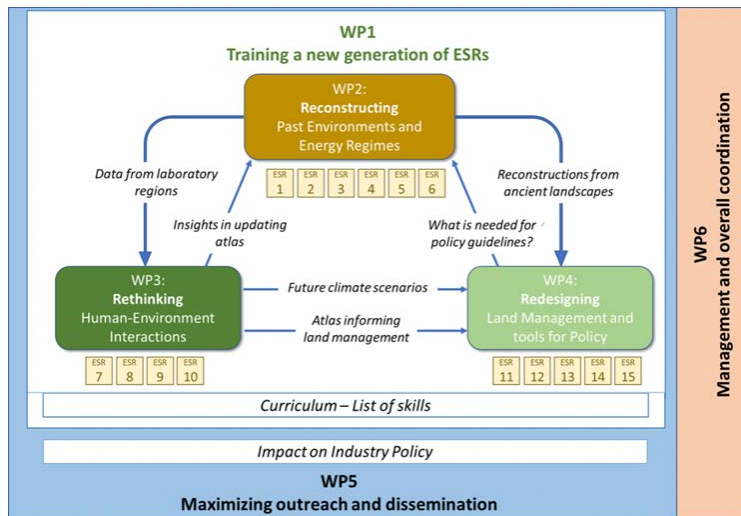 WP1
Training a new generation of ESRs
WP2:
Reconstructing
Past Environments and
Energy Regimes
Data from laboratory
regions
Reconstructions from
ancient landscapes
ESR
1
ESR
2
ESR
3
ESR
4
ESR
5
ESR
6
Insights in updating
atlas
What is needed for
policy guidelines?
WP3:
Rethinking
Human-Environment
Interactions
Future climate scenarios
Atlas informing
land management
WP4:
Redesigning
Land Management and
tools for Policy
ESR
7
ESR
8
ESR
9
ESR
10
ESR
11
ESR
12
ESR
13
ESR
14
ESR
15
Curriculum – List of skills
Impact on Industry Policy
WP5
Maximizing outreach and dissemination
WP6
Management and overall coordination